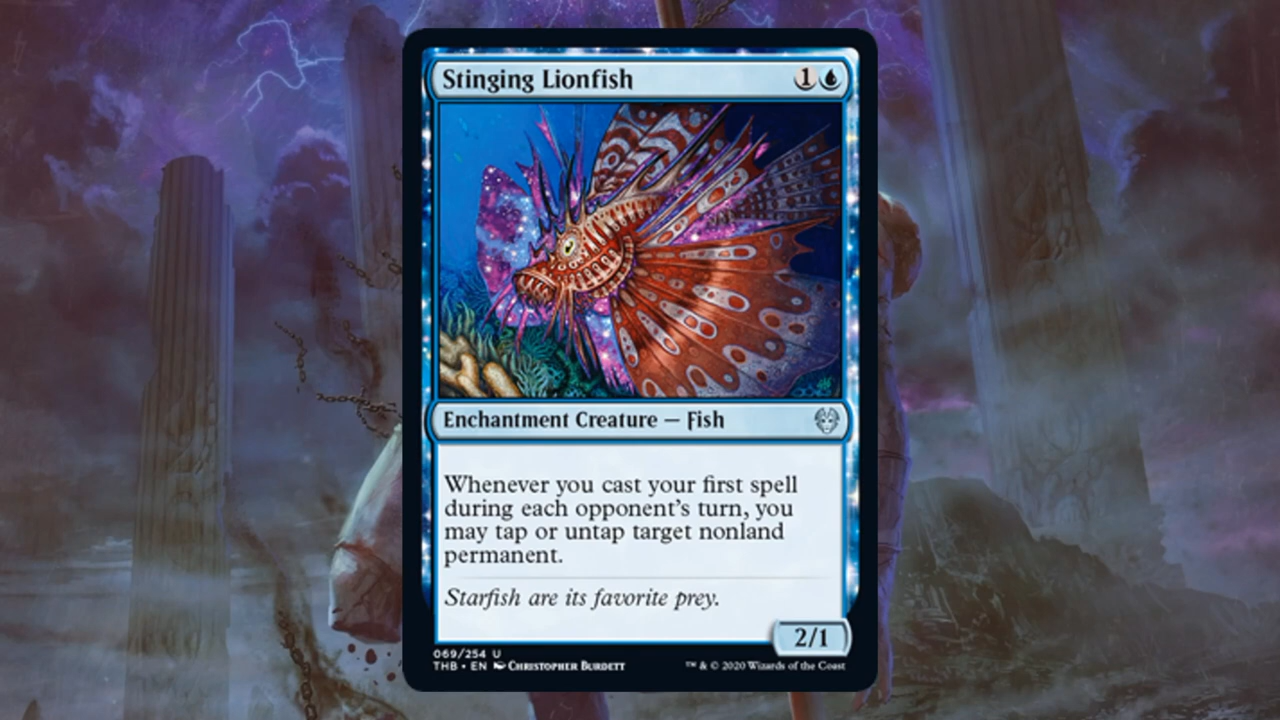 Stinging Lionfish 1
Enchantment Creature — Fish
Whenever you cast your first spell
during each opponent's turn, you
may tap or untap target nonland
permanent.
Starfish are its favorite prey.
2/1
069/254 U
THB • EN Christopher Burdett
™ & © 2020 Wizards of the Coast